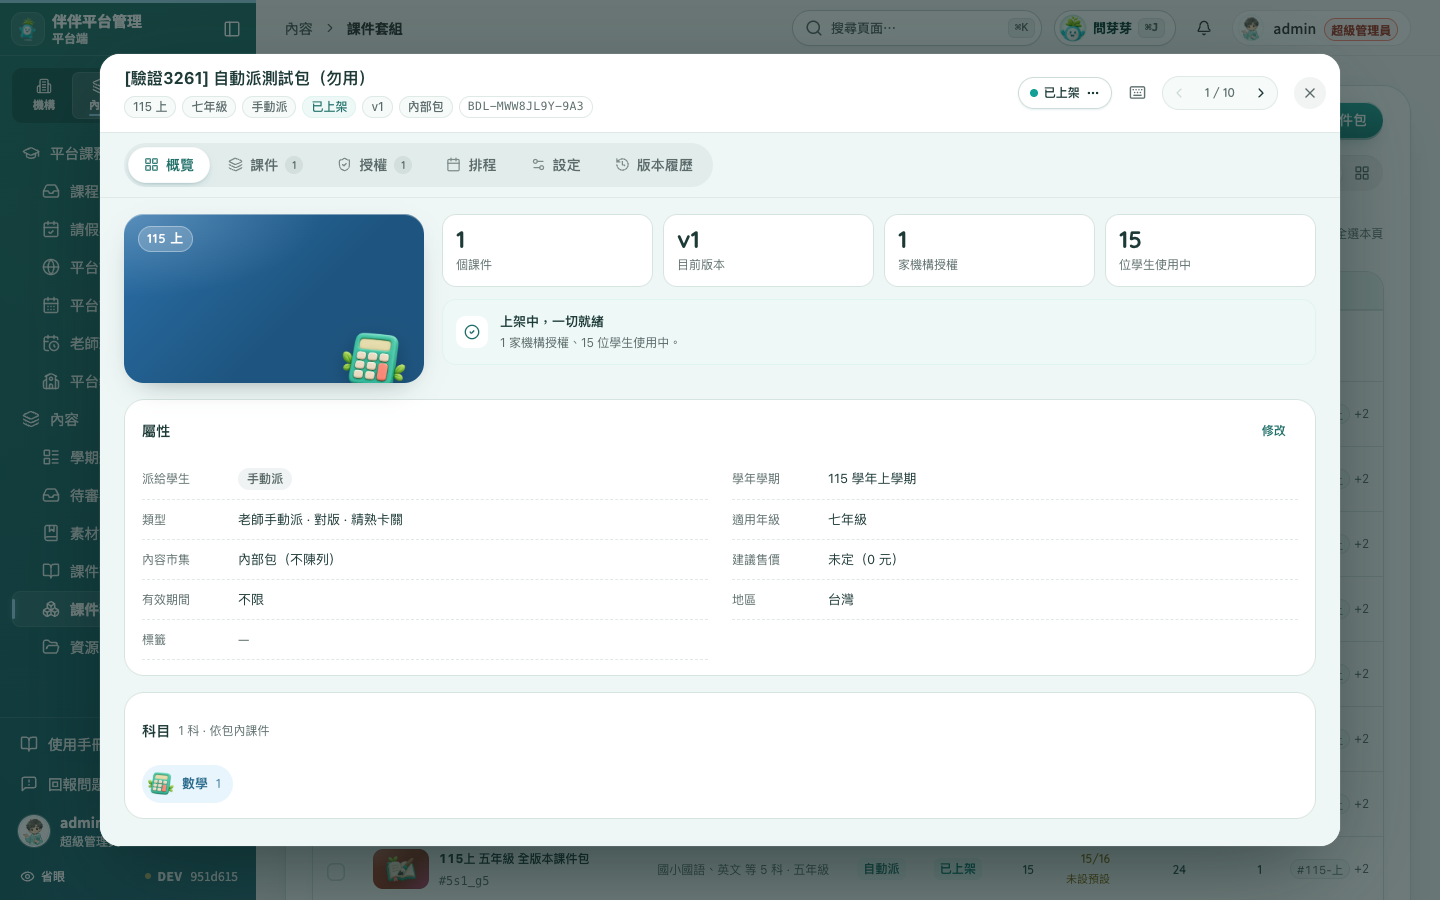 伴伴平台管理
平台端
內容 > 課件套組
搜尋頁面… ⌘K
問芽芽 ⌘J
admin 超級管理員
機構
內
平台課
課程
請假
平台
平台
老師
平台
內容
學期
待審
素材
課件
課件
資源
使用手冊
回報問題
admin
超級管理
省眼
DEV 951d615
件包
全選本頁
[驗證3261] 自動派測試包（勿用）
115 上 七年級 手動派 已上架 v1 內部包 BDL-MWW8JL9Y-9A3
已上架 ···
1 / 10
概覽
課件 1
授權 1
排程
設定
版本履歷
115 上
1
個課件
v1
目前版本
1
家機構授權
15
位學生使用中
上架中，一切就緒
1 家機構授權、15 位學生使用中。
屬性
修改
派給學生 手動派
學年學期 115 學年上學期
類型 老師手動派 · 對版 · 精熟卡關
適用年級 七年級
內容市集 內部包（不陳列）
建議售價 未定（0 元）
有效期間 不限
地區 台灣
標籤 —
科目 1 科 · 依包內課件
數學 1
+2
+2
+2
+2
+2
+2
+2
115上 五年級 全版本課件包
#5s1_g5
國小國語、英文 等 5 科 · 五年級
自動派
已上架
15
15/16
未設預設
24
1
#115-上 +2